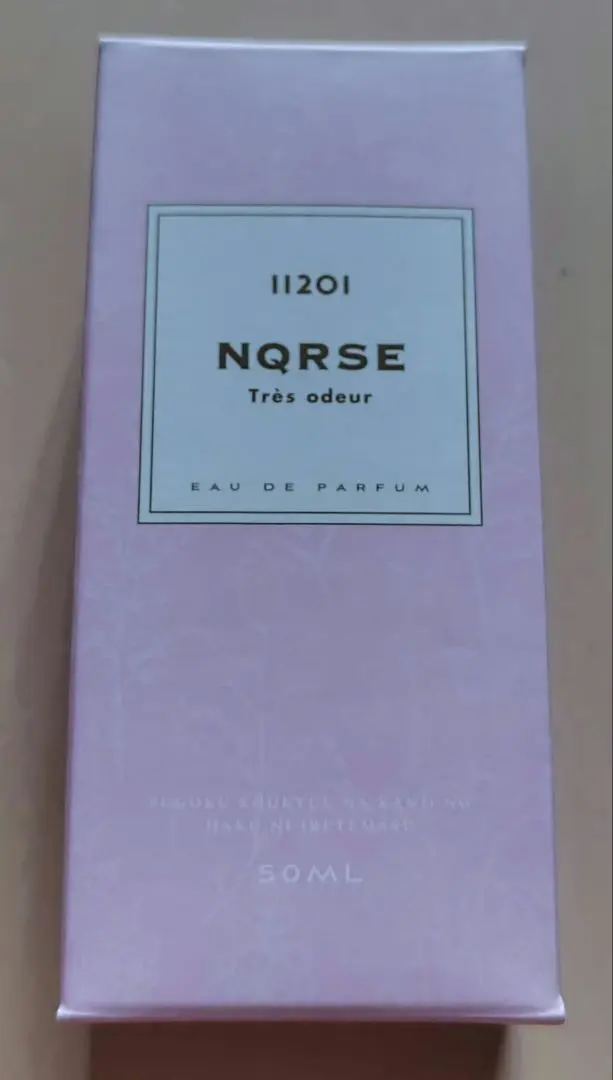 11201
NQRSE
Très odeur
EAU DE PARFUM
50ML